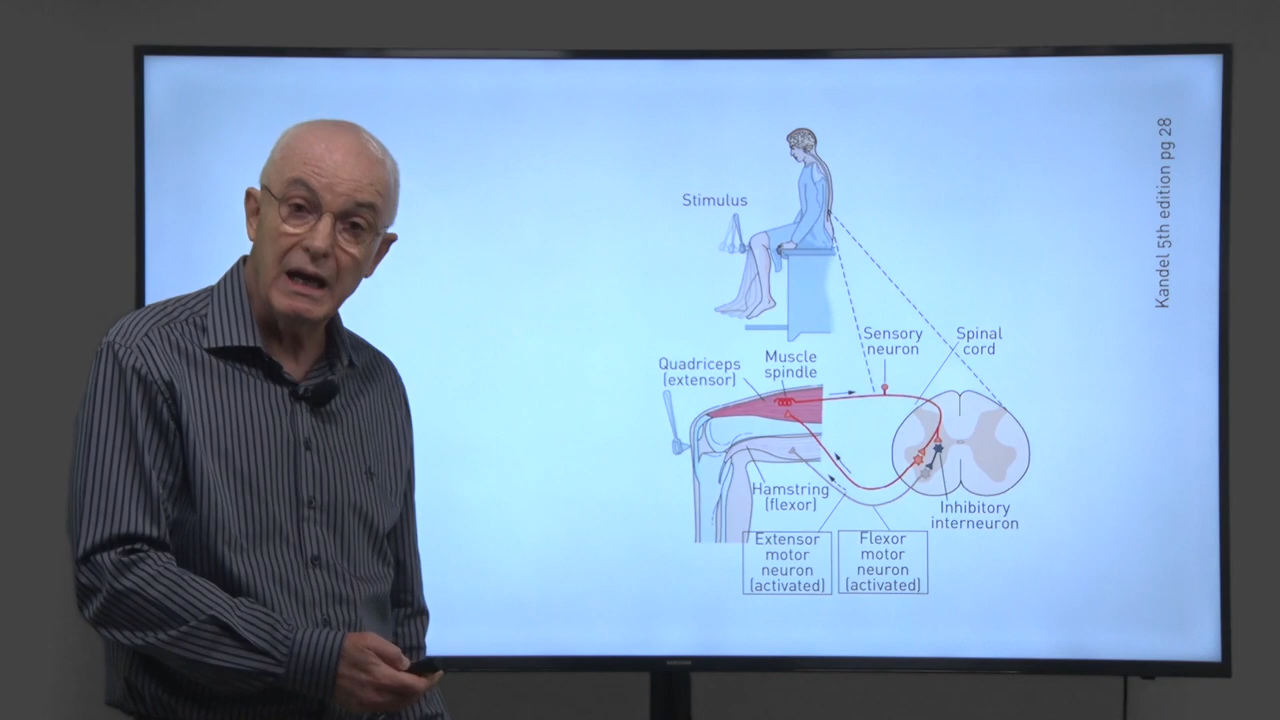 Kandel 5th edition pg 28
Stimulus
Sensory
neuron
Spinal
cord
Quadriceps
(extensor)
Muscle
spindle
Hamstring
(flexor)
Inhibitory
interneuron
Extensor
motor
neuron
(activated)
Flexor
motor
neuron
(activated)
SAMSUNG